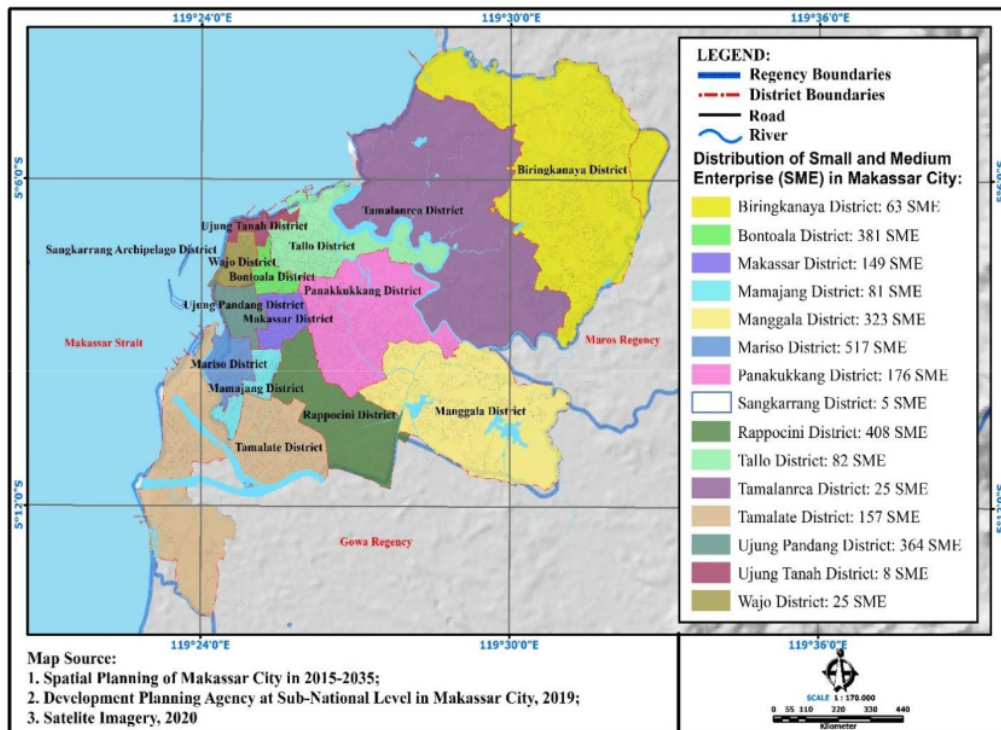 119°24'0"E 119°30'0"E 119°36'0"E
5°6'0"S
5°12'0"S
Biringkanaya District
Tamalanrea District
Ujung Tanah District
Tallo District
Sangkarrang Archipelago District
Wajo District
Bontoala District
Panakkukkang District
Ujung Pandang District
Makassar District
Makassar Strait
Maros Regency
Mariso District
Mamajang District
Rappocini District
Manggala District
Tamalate District
Gowa Regency
119°24'0"E 119°30'0"E 119°36'0"E
LEGEND:
Regency Boundaries
District Boundaries
Road
River
Distribution of Small and Medium
Enterprise (SME) in Makassar City:
Biringkanaya District: 63 SME
Bontoala District: 381 SME
Makassar District: 149 SME
Mamajang District: 81 SME
Manggala District: 323 SME
Mariso District: 517 SME
Panakukkang District: 176 SME
Sangkarrang District: 5 SME
Rappocini District: 408 SME
Tallo District: 82 SME
Tamalanrea District: 25 SME
Tamalate District: 157 SME
Ujung Pandang District: 364 SME
Ujung Tanah District: 8 SME
Wajo District: 25 SME
Map Source:
1. Spatial Planning of Makassar City in 2015-2035;
2. Development Planning Agency at Sub-National Level in Makassar City, 2019;
3. Satelite Imagery, 2020
SCALE 1 : 170.000
0 55 110 220 330 440
Kilometer